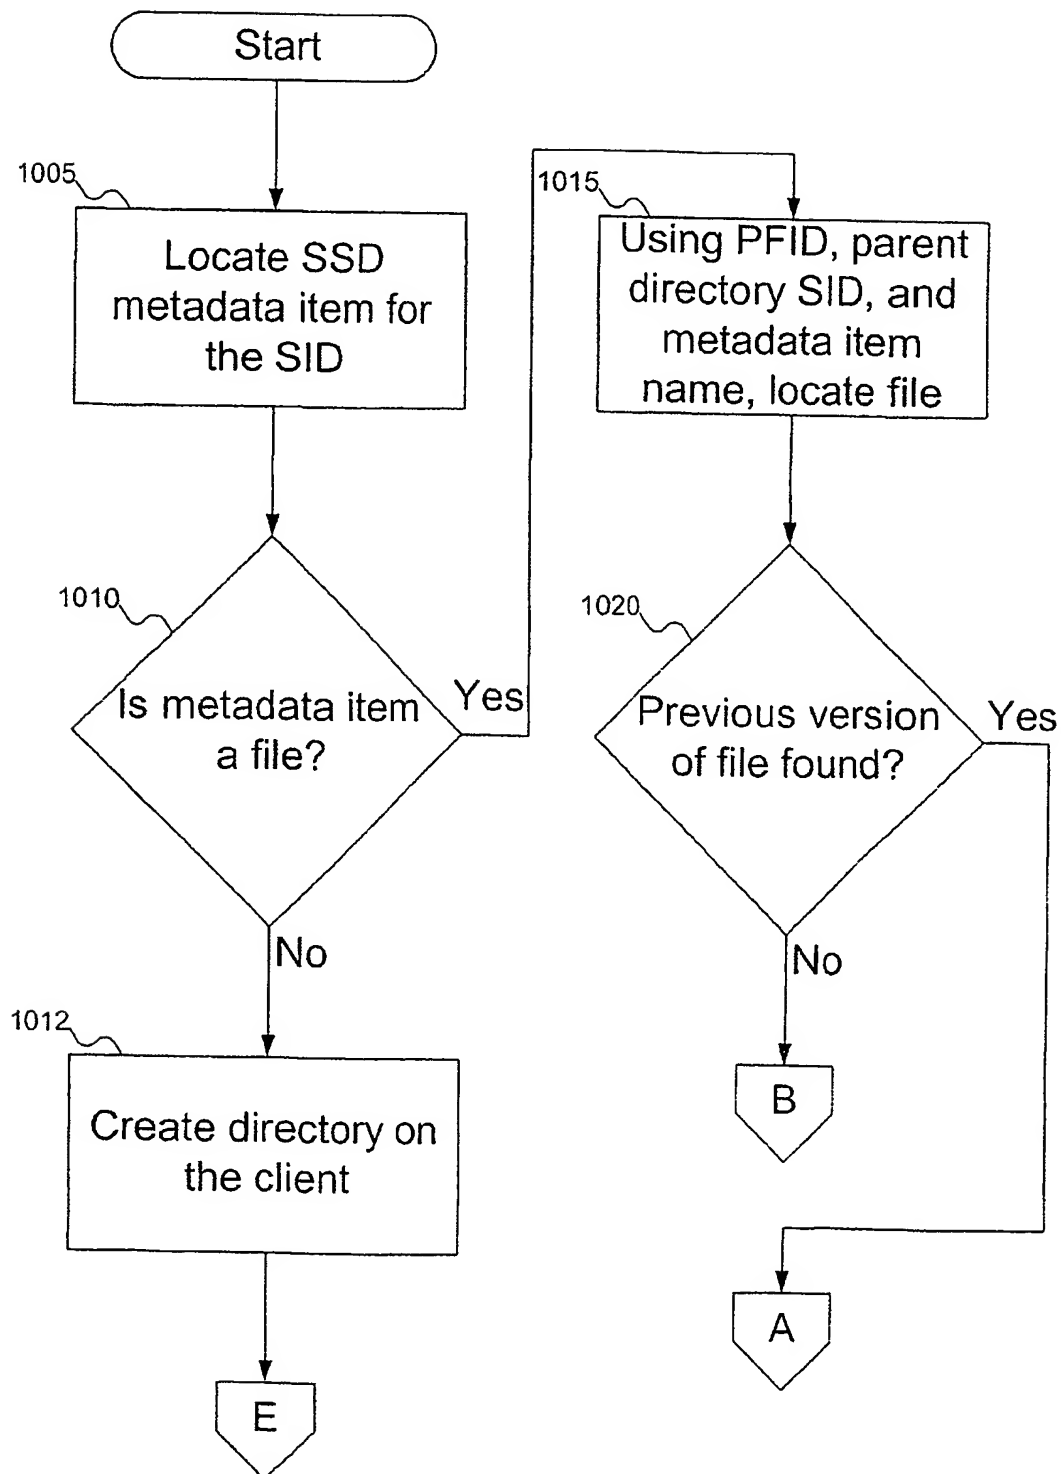 Start
1005
Locate SSD
metadata item for
the SID
1010
Is metadata item
a file?
Yes
No
1012
Create directory on
the client
E
1015
Using PFID, parent
directory SID, and
metadata item
name, locate file
1020
Previous version
of file found?
Yes
No
B
A